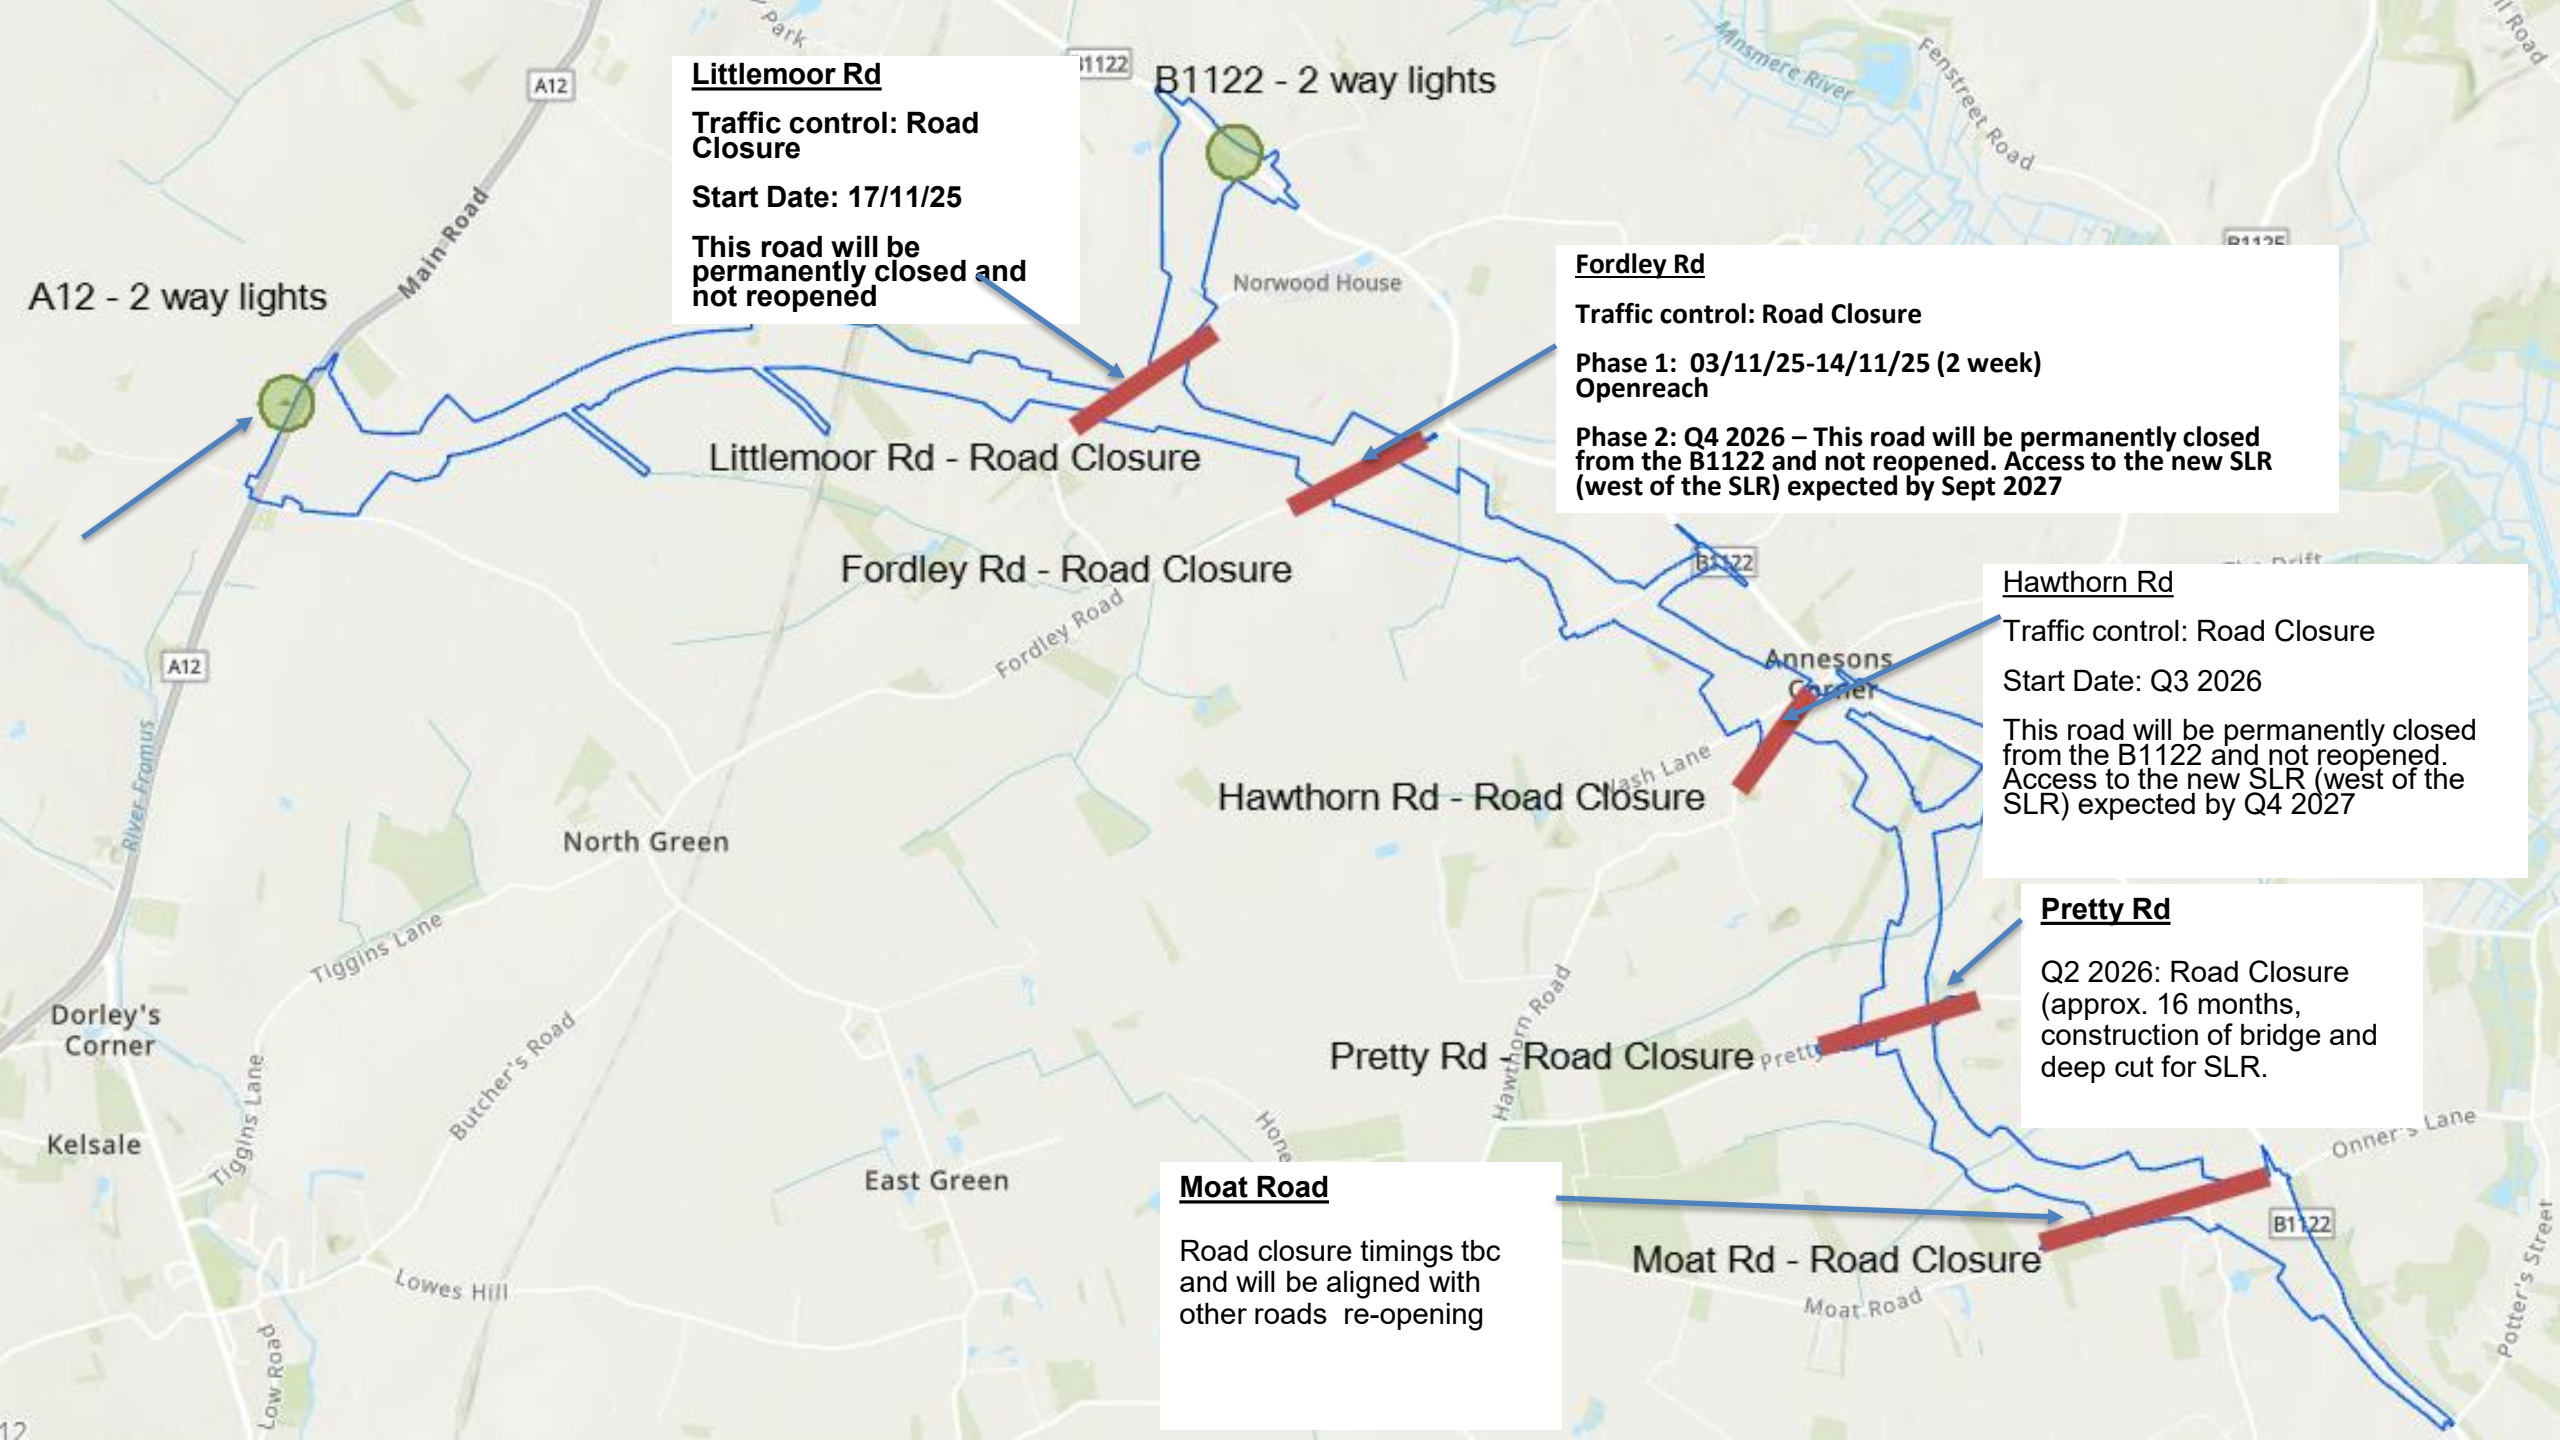 Park
B1122
B1122 - 2 way lights
Minsmere River
Fenstreet Road
A12
Littlemoor Rd
Traffic control: Road
Closure
Start Date: 17/11/25
This road will be
permanently closed and
not reopened
Main Road
A12 - 2 way lights
Norwood House
B1125
Fordley Rd
Traffic control: Road Closure
Phase 1: 03/11/25-14/11/25 (2 week)
Openreach
Phase 2: Q4 2026 – This road will be permanently closed
from the B1122 and not reopened. Access to the new SLR
(west of the SLR) expected by Sept 2027
Littlemoor Rd - Road Closure
Fordley Rd - Road Closure
Fordley Road
B1122
The Drift
Hawthorn Rd
Traffic control: Road Closure
Start Date: Q3 2026
This road will be permanently closed
from the B1122 and not reopened.
Access to the new SLR (west of the
SLR) expected by Q4 2027
Annesons
Corner
A12
River Fromus
Hawthorn Rd - Road Closure
Wash Lane
North Green
Tiggins Lane
Pretty Rd
Q2 2026: Road Closure
(approx. 16 months,
construction of bridge and
deep cut for SLR.
Dorley's
Corner
Butcher's Road
Hawthorn Road
Pretty Rd - Road Closure
Pretty
Kelsale
Tiggins Lane
East Green
Hone
Onner's Lane
Moat Road
Road closure timings tbc
and will be aligned with
other roads re-opening
B1122
Moat Rd - Road Closure
Moat Road
Potter's Street
Lowes Hill
Low Road
12